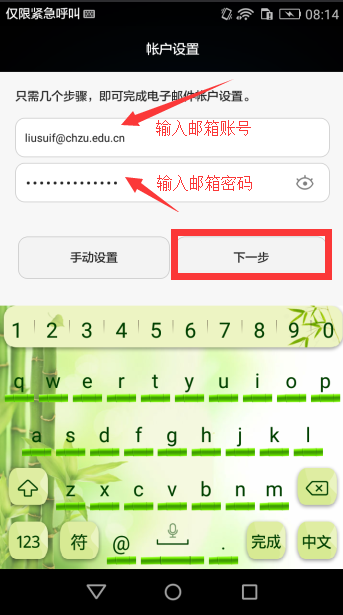 仅限紧急呼叫 08:14
帐户设置
只需几个步骤，即可完成电子邮件帐户设置。
liusuif@chzu.edu.cn 输入邮箱账号
•••••••••••••• 输入邮箱密码
手动设置 下一步
1 2 3 4 5 6 7 8 9 0
q w e r t y u i o p
a s d f g h j k l
z x c v b n m
123 符 @ . 完成 中文